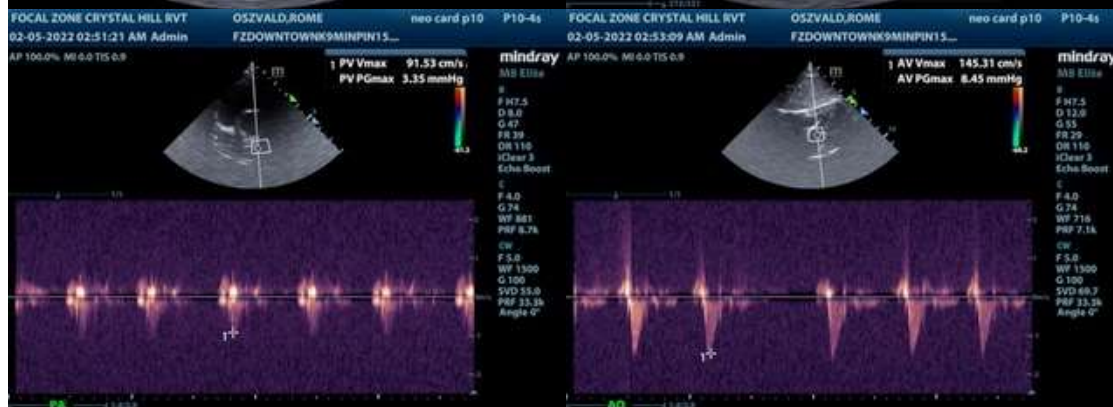 FOCAL ZONE CRYSTAL HILL RVT OSZVALD,ROME neo card p10 P10-4s
02-05-2022 02:51:21 AM Admin FZDOWNTOWNK9MINPIN15...
AP 100.0% MI 0.0 TIS 0.9
mindray
M8 Elite
1 PV Vmax 91.53 cm/s
PV PGmax 3.35 mmHg
B
F H7.5
D 8.0
G 47
FR 39
DR 110
iClear 3
Echo Boost
C
F 4.0
G 74
WF 881
PRF 8.7k
CW
F 5.0
WF 1500
G 100
SVD 55.0
PRF 33.3k
Angle 0°
1
PA
FOCAL ZONE CRYSTAL HILL RVT OSZVALD,ROME neo card p10 P10-4s
02-05-2022 02:53:09 AM Admin FZDOWNTOWNK9MINPIN15...
AP 100.0% MI 0.0 TIS 0.9
mindray
M8 Elite
1 AV Vmax 145.31 cm/s
AV PGmax 8.45 mmHg
B
F H7.5
D 12.0
G 55
FR 29
DR 110
iClear 3
Echo Boost
C
F 4.0
G 74
WF 716
PRF 7.1k
CW
F 5.0
WF 1500
G 100
SVD 69.7
PRF 33.3k
Angle 0°
1
AO